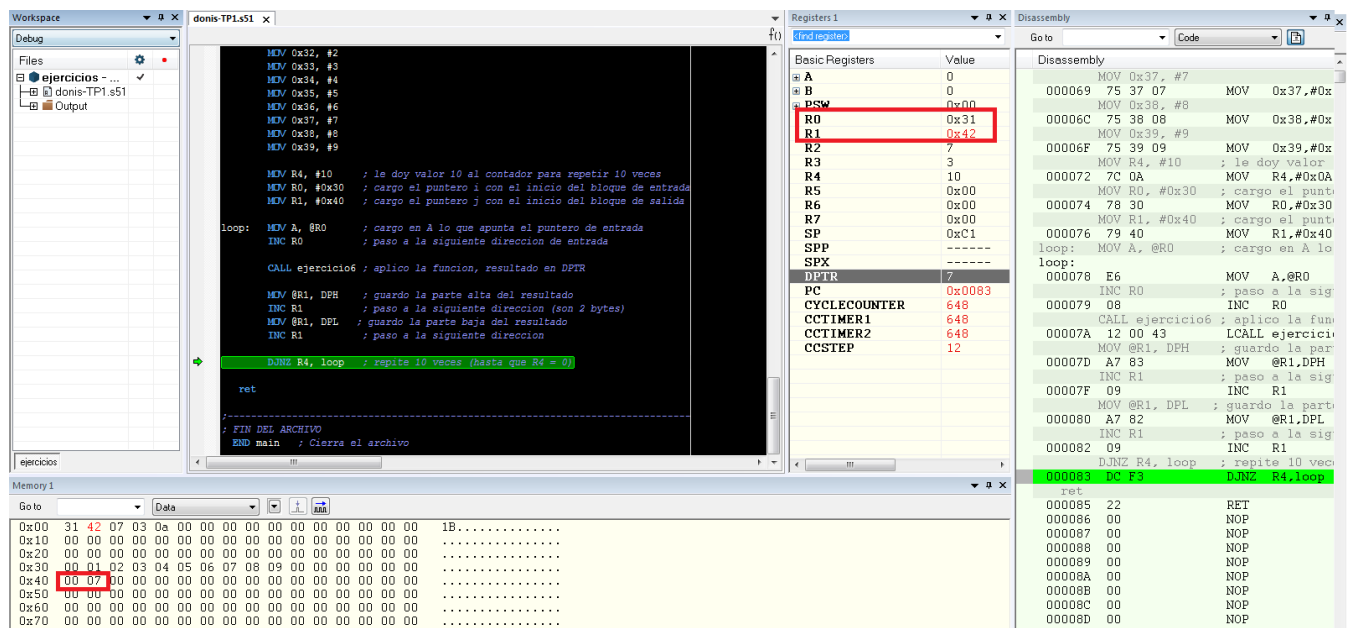 Workspace
Debug
Files
ejercicios - ...
donis-TP1.s51
Output
ejercicios
donis-TP1.s51
f()
MOV 0x32, #2
MOV 0x33, #3
MOV 0x34, #4
MOV 0x35, #5
MOV 0x36, #6
MOV 0x37, #7
MOV 0x38, #8
MOV 0x39, #9
MOV R4, #10 ; le doy valor 10 al contador para repetir 10 veces
MOV R0, #0x30 ; cargo el puntero i con el inicio del bloque de entrada
MOV R1, #0x40 ; cargo el puntero j con el inicio del bloque de salida
loop: MOV A, @R0 ; cargo en A lo que apunta el puntero de entrada
INC R0 ; paso a la siguiente direccion de entrada
CALL ejercicio6 ; aplico la funcion, resultado en DPTR
MOV @R1, DPH ; guardo la parte alta del resultado
INC R1 ; paso a la siguiente direccion (son 2 bytes)
MOV @R1, DPL ; guardo la parte baja del resultado
INC R1 ; paso a la siguiente direccion
DJNZ R4, loop ; repite 10 veces (hasta que R4 = 0)
ret
;--------------------------------------------------------------------------------
; FIN DEL ARCHIVO
END main ; Cierra el archivo
Registers 1
<find register>
Basic Registers Value
A 0
B 0
PSW 0x00
R0 0x31
R1 0x42
R2 7
R3 3
R4 10
R5 0x00
R6 0x00
R7 0x00
SP 0xC1
SPP ------
SPX ------
DPTR 7
PC 0x0083
CYCLECOUNTER 648
CCTIMER1 648
CCTIMER2 648
CCSTEP 12
Disassembly
Go to Code
Disassembly
MOV 0x37, #7
000069 75 37 07 MOV 0x37,#0x
MOV 0x38, #8
00006C 75 38 08 MOV 0x38,#0x
MOV 0x39, #9
00006F 75 39 09 MOV 0x39,#0x
MOV R4, #10 ; le doy valor
000072 7C 0A MOV R4,#0x0A
MOV R0, #0x30 ; cargo el punt
000074 78 30 MOV R0,#0x30
MOV R1, #0x40 ; cargo el punt
000076 79 40 MOV R1,#0x40
loop: MOV A, @R0 ; cargo en A lo
loop:
000078 E6 MOV A,@R0
INC R0 ; paso a la sig
000079 08 INC R0
CALL ejercicio6 ; aplico la fun
00007A 12 00 43 LCALL ejercici
MOV @R1, DPH ; guardo la par
00007D A7 83 MOV @R1,DPH
INC R1 ; paso a la sig
00007F 09 INC R1
MOV @R1, DPL ; guardo la parte
000080 A7 82 MOV @R1,DPL
INC R1 ; paso a la sig
000082 09 INC R1
DJNZ R4, loop ; repite 10 vec
000083 DC F3 DJNZ R4,loop
ret
000085 22 RET
000086 00 NOP
000087 00 NOP
000088 00 NOP
000089 00 NOP
00008A 00 NOP
00008B 00 NOP
00008C 00 NOP
00008D 00 NOP
Memory 1
Go to Data
0x00 31 42 07 03 0a 00 00 00 00 00 00 00 00 00 00 00 1B..............
0x10 00 00 00 00 00 00 00 00 00 00 00 00 00 00 00 00 ................
0x20 00 00 00 00 00 00 00 00 00 00 00 00 00 00 00 00 ................
0x30 00 01 02 03 04 05 06 07 08 09 00 00 00 00 00 00 ................
0x40 00 07 00 00 00 00 00 00 00 00 00 00 00 00 00 00 ................
0x50 00 00 00 00 00 00 00 00 00 00 00 00 00 00 00 00 ................
0x60 00 00 00 00 00 00 00 00 00 00 00 00 00 00 00 00 ................
0x70 00 00 00 00 00 00 00 00 00 00 00 00 00 00 00 00 ................